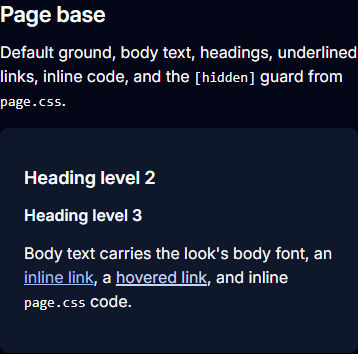 Page base
Default ground, body text, headings, underlined
links, inline code, and the [hidden] guard from
page.css.
Heading level 2
Heading level 3
Body text carries the look's body font, an
inline link, a hovered link, and inline
page.css code.